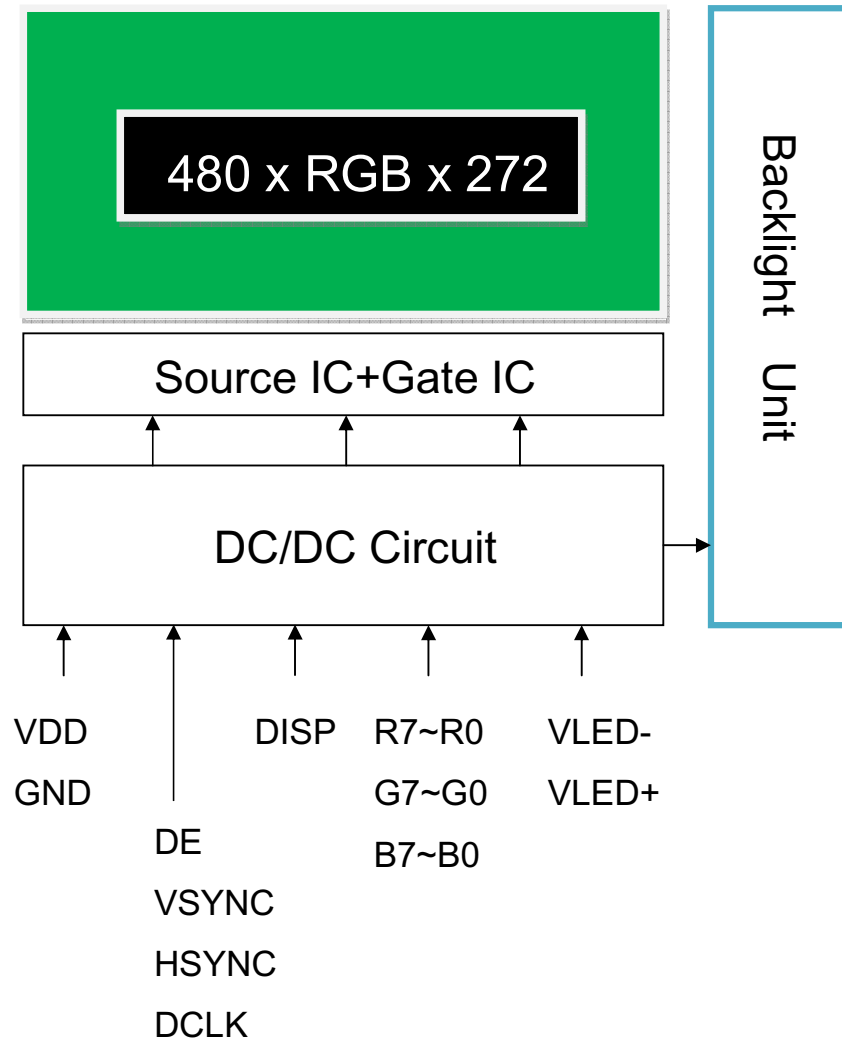 480 x RGB x 272
Backlight Unit
Source IC+Gate IC
DC/DC Circuit
VDD
GND
DE
VSYNC
HSYNC
DCLK
DISP
R7~R0
G7~G0
B7~B0
VLED-
VLED+